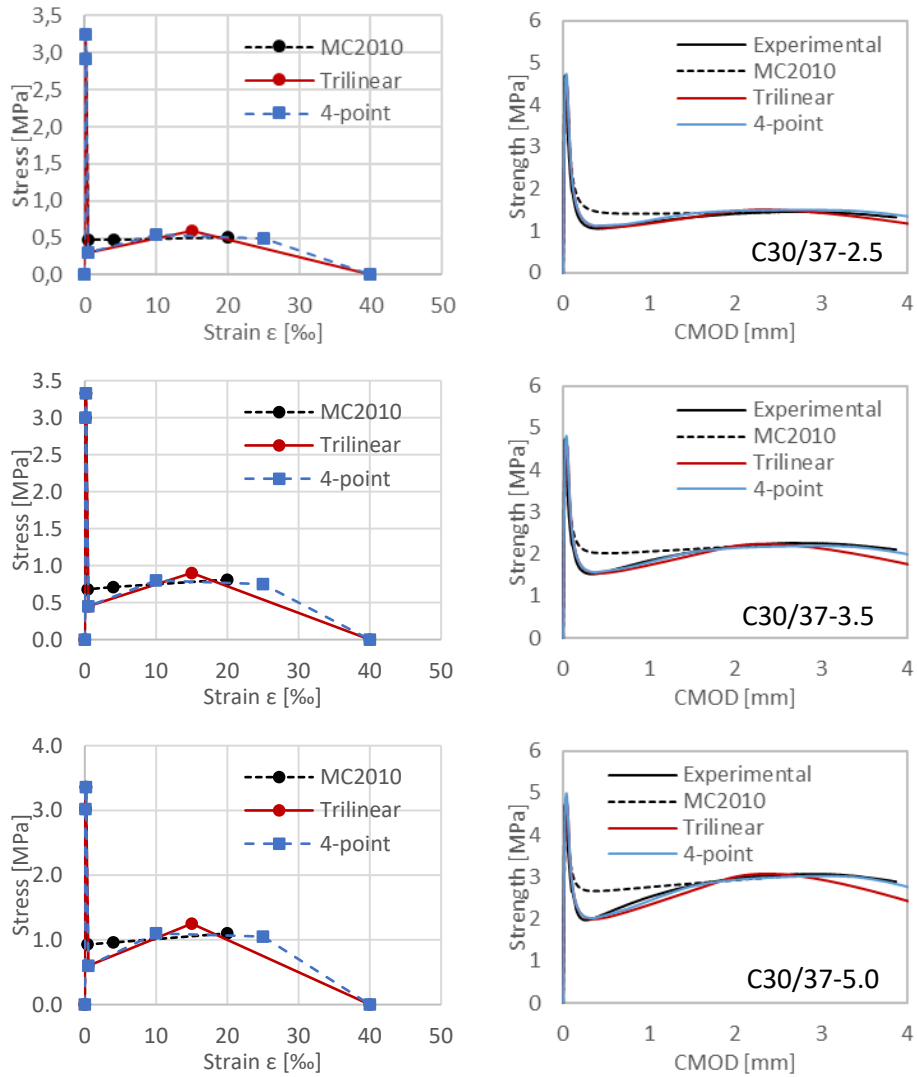 3,5
3,0
2,5
2,0
1,5
1,0
0,5
0,0
Stress [MPa]
0 10 20 30 40 50
Strain ε [‰]
MC2010
Trilinear
4-point
6
5
4
3
2
1
0
Strength [MPa]
0 1 2 3 4
CMOD [mm]
Experimental
MC2010
Trilinear
4-point
C30/37-2.5
3.5
3.0
2.5
2.0
1.5
1.0
0.5
0.0
Stress [MPa]
0 10 20 30 40 50
Strain ε [‰]
MC2010
Trilinear
4-point
6
5
4
3
2
1
0
Strength [MPa]
0 1 2 3 4
CMOD [mm]
Experimental
MC2010
Trilinear
4-point
C30/37-3.5
4.0
3.0
2.0
1.0
0.0
Stress [MPa]
0 10 20 30 40 50
Strain ε [‰]
MC2010
Trilinear
4-point
6
5
4
3
2
1
0
Strength [MPa]
0 1 2 3 4
CMOD [mm]
Experimental
MC2010
Trilinear
4-point
C30/37-5.0